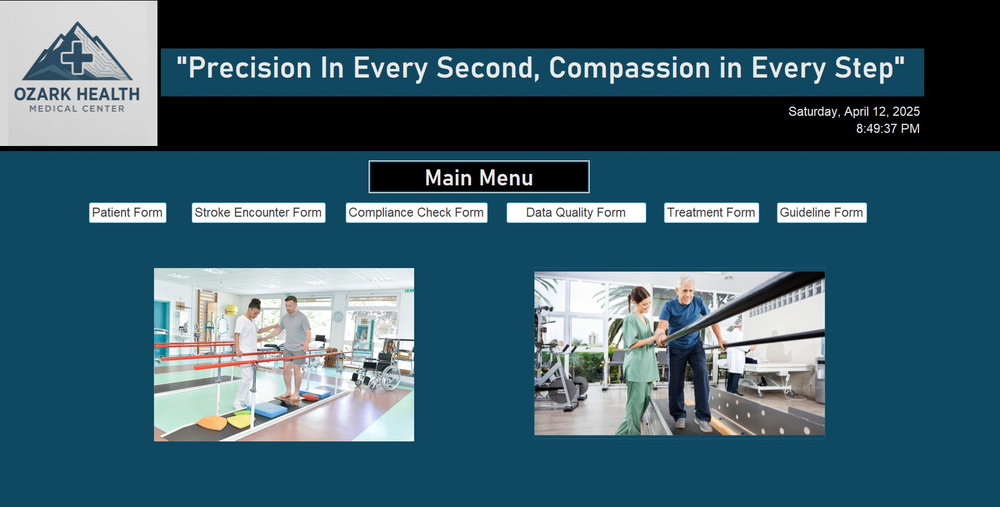 OZARK HEALTH
MEDICAL CENTER
"Precision In Every Second, Compassion in Every Step"
Saturday, April 12, 2025
8:49:37 PM
Main Menu
Patient Form
Stroke Encounter Form
Compliance Check Form
Data Quality Form
Treatment Form
Guideline Form